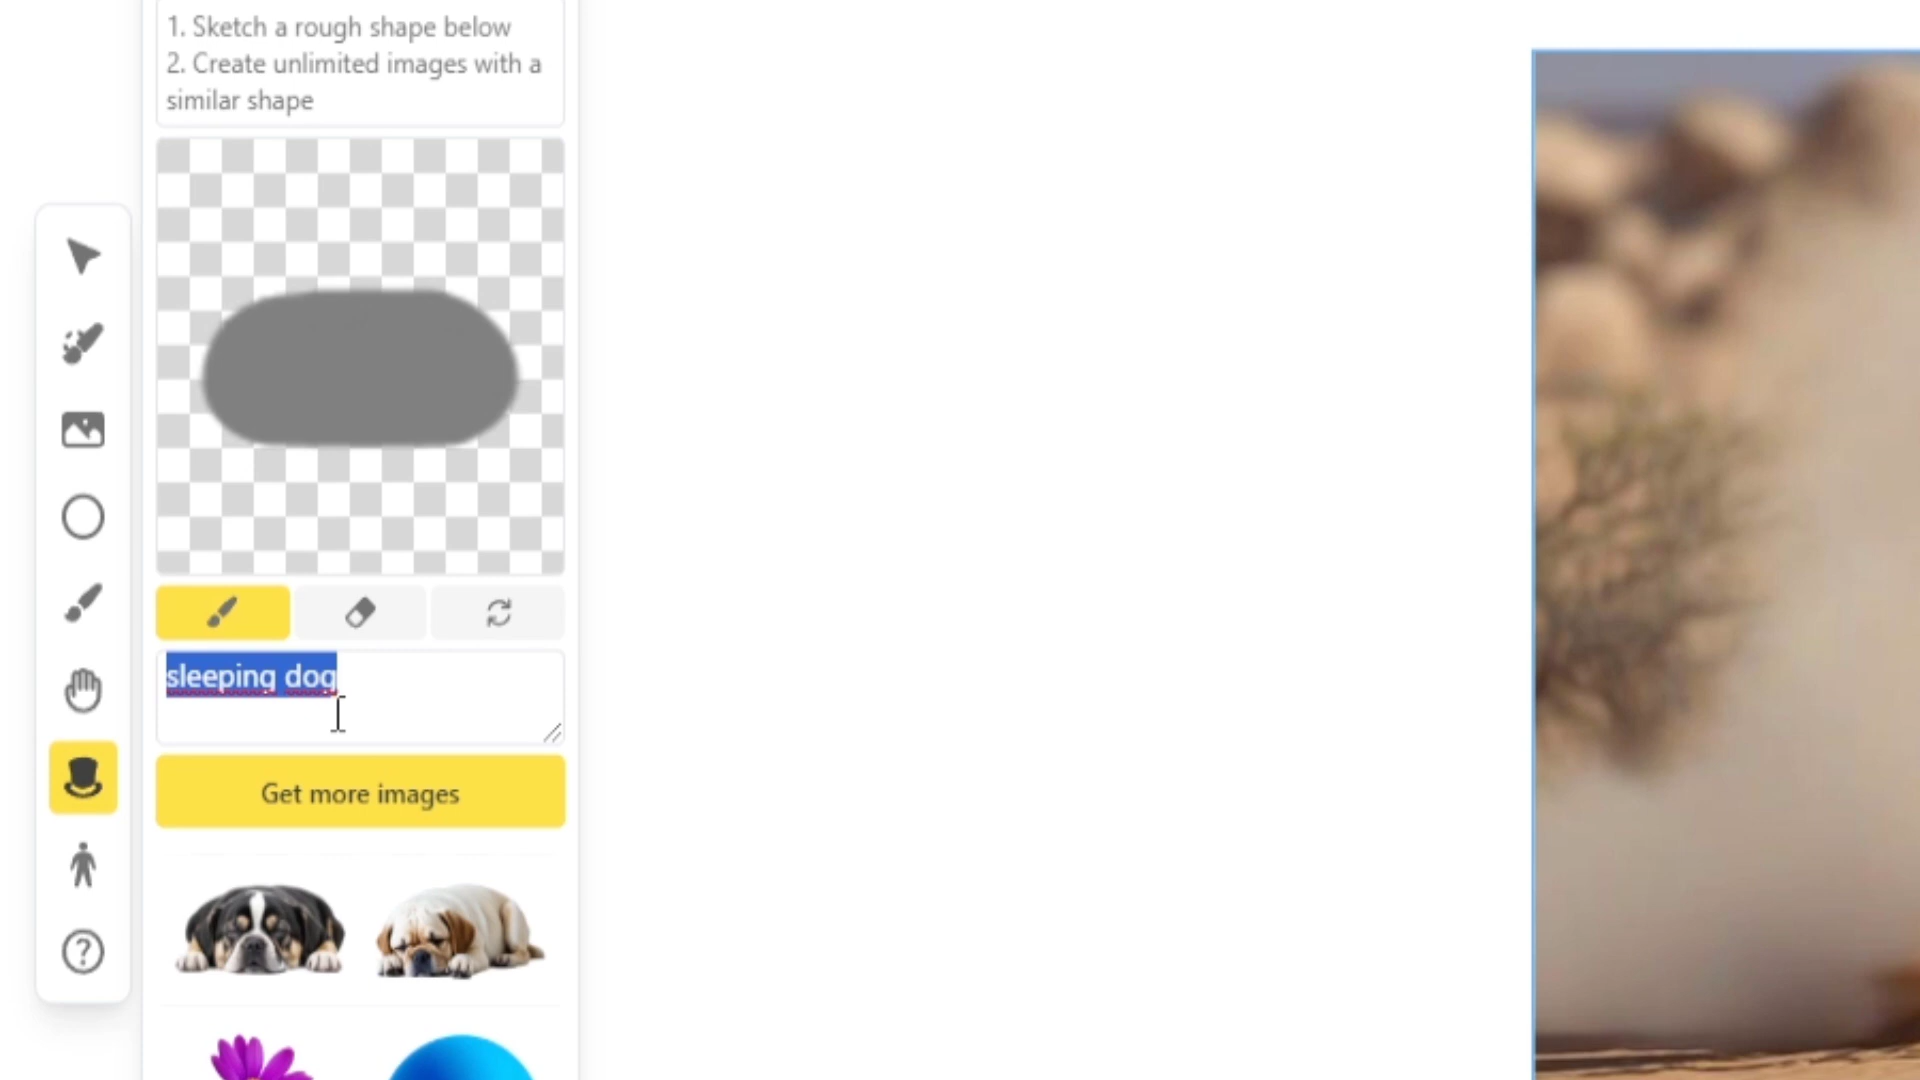 1. Sketch a rough shape below
2. Create unlimited images with a
similar shape
sleeping dog
Get more images